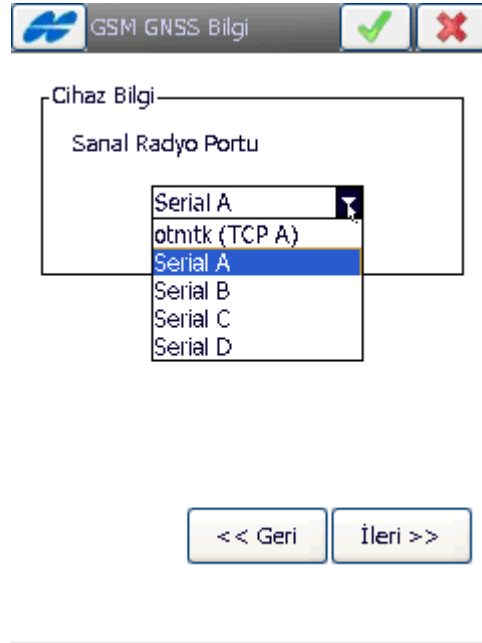 GSM GNSS Bilgi
Cihaz Bilgi
Sanal Radyo Portu
Serial A
otnıtk (TCP A)
Serial A
Serial B
Serial C
Serial D
<< Geri
İleri >>